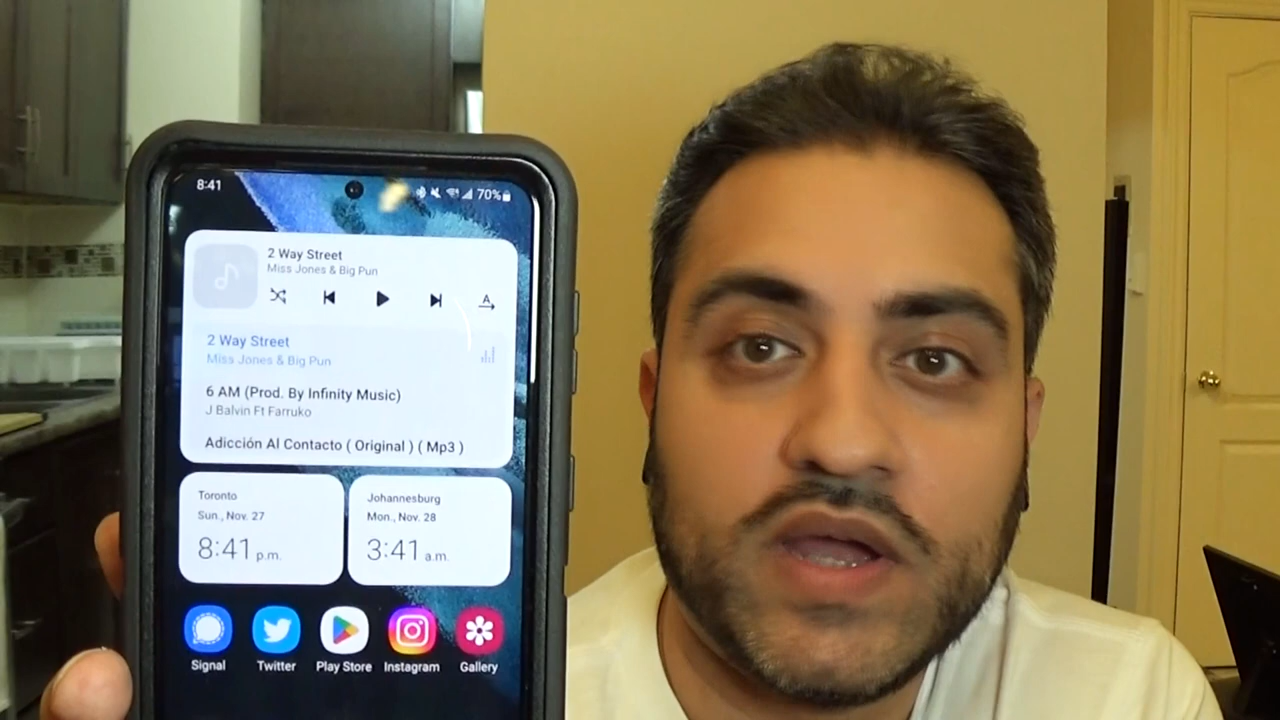 8:41
70%
2 Way Street
Miss Jones & Big Pun
A
2 Way Street
Miss Jones & Big Pun
6 AM (Prod. By Infinity Music)
J Balvin Ft Farruko
Adicción Al Contacto ( Original ) ( Mp3 )
Toronto
Sun., Nov. 27
8:41 p.m.
Johannesburg
Mon., Nov. 28
3:41 a.m.
Signal
Twitter
Play Store
Instagram
Gallery